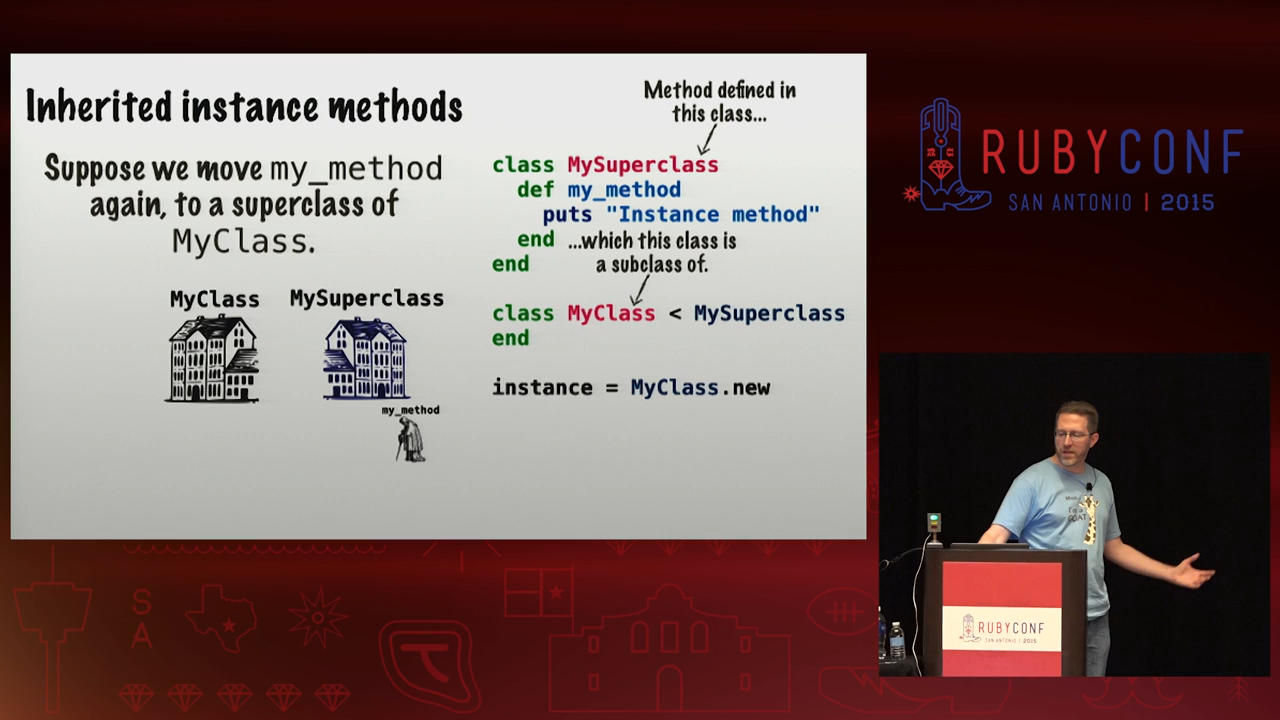 Inherited instance methods
Suppose we move my_method
again, to a superclass of
MyClass.
MyClass
MySuperclass
my_method
Method defined in
this class...
class MySuperclass
def my_method
puts "Instance method"
end
...which this class is
a subclass of.
end
class MyClass < MySuperclass
end
instance = MyClass.new
RUBYCONF
SAN ANTONIO | 2015
I'm a
GOAT
RUBYCONF
SAN ANTONIO | 2015
S
A